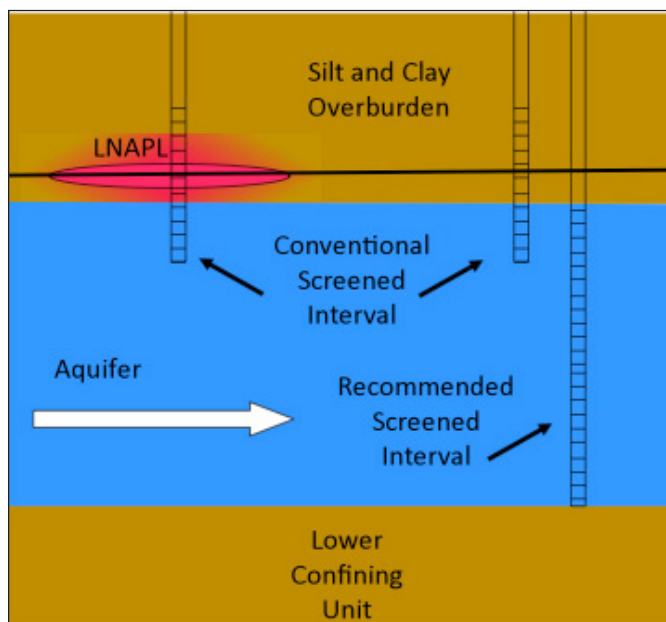 Silt and Clay
Overburden
LNAPL
Conventional
Screened
Interval
Aquifer
Recommended
Screened
Interval
Lower
Confining
Unit